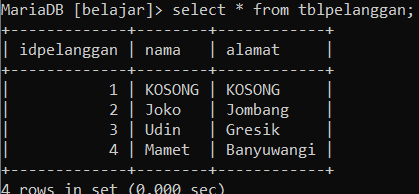 MariaDB [belajar]> select * from tblpelanggan;
+-------------+--------+------------+
| idpelanggan | nama   | alamat     |
+-------------+--------+------------+
|           1 | KOSONG | KOSONG     |
|           2 | Joko   | Jombang    |
|           3 | Udin   | Gresik     |
|           4 | Mamet  | Banyuwangi |
+-------------+--------+------------+
4 rows in set (0.000 sec)